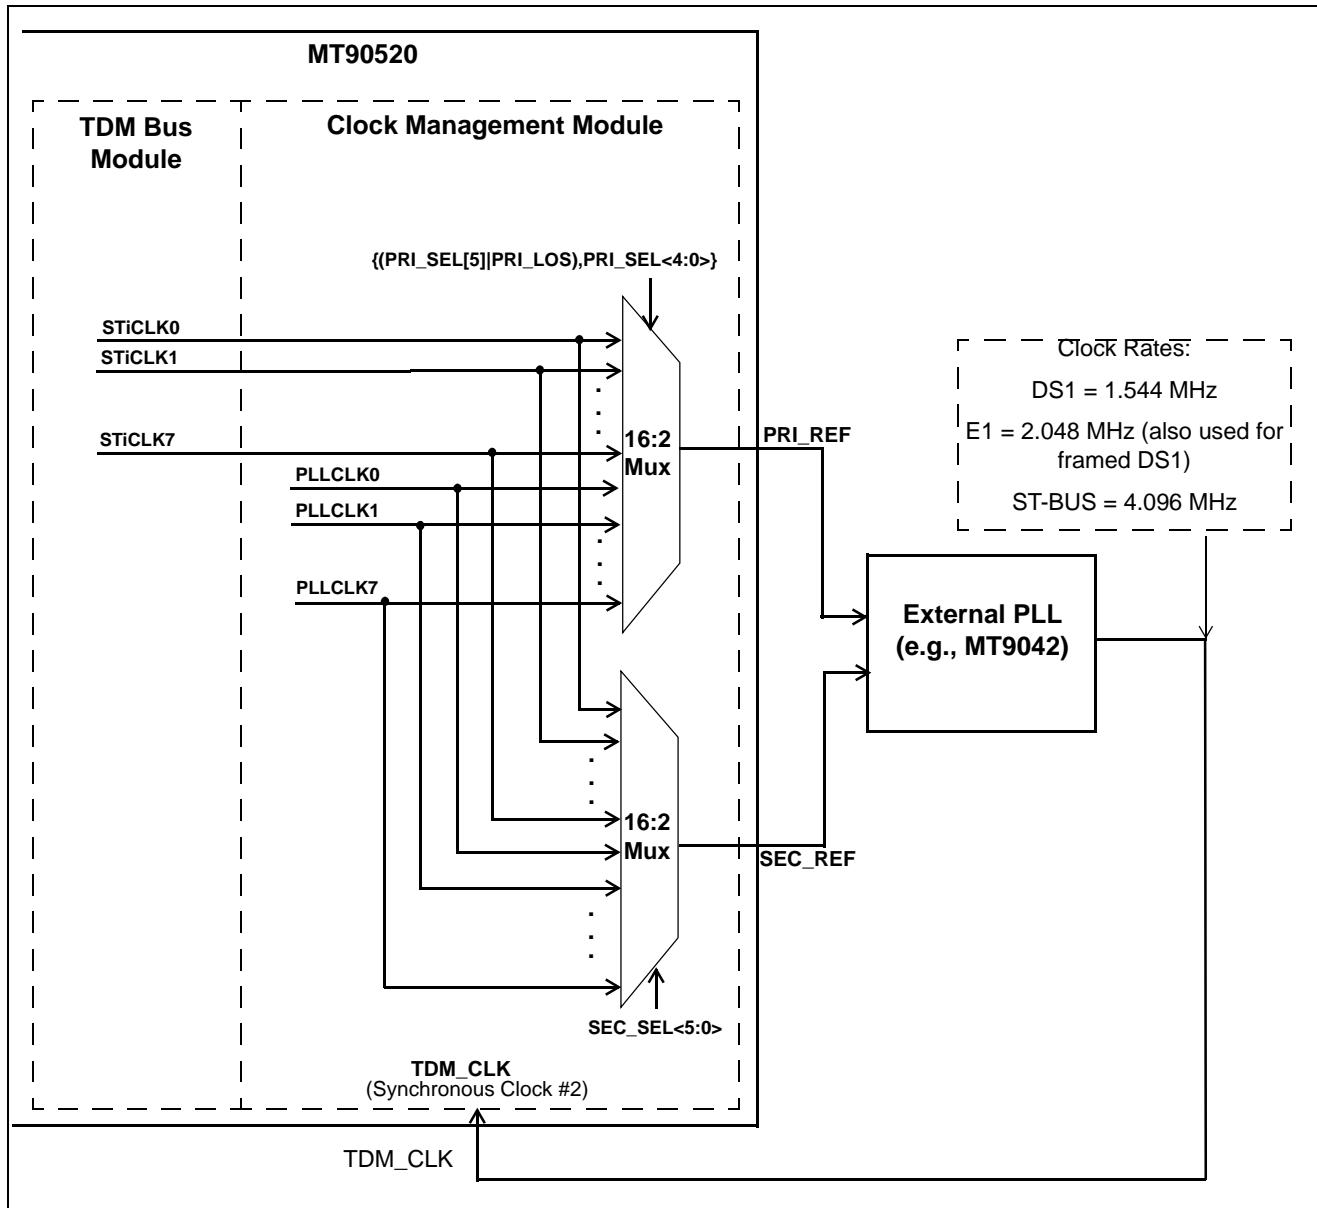 MT90520
TDM Bus
Module
Clock Management Module
{(PRI_SEL[5]|PRI_LOS),PRI_SEL<4:0>}
STiCLK0
STiCLK1
STiCLK7
PLLCLK0
PLLCLK1
PLLCLK7
16:2
Mux
PRI_REF
Clock Rates:
DS1 = 1.544 MHz
E1 = 2.048 MHz (also used for
framed DS1)
ST-BUS = 4.096 MHz
External PLL
(e.g., MT9042)
16:2
Mux
SEC_REF
SEC_SEL<5:0>
TDM_CLK
(Synchronous Clock #2)
TDM_CLK